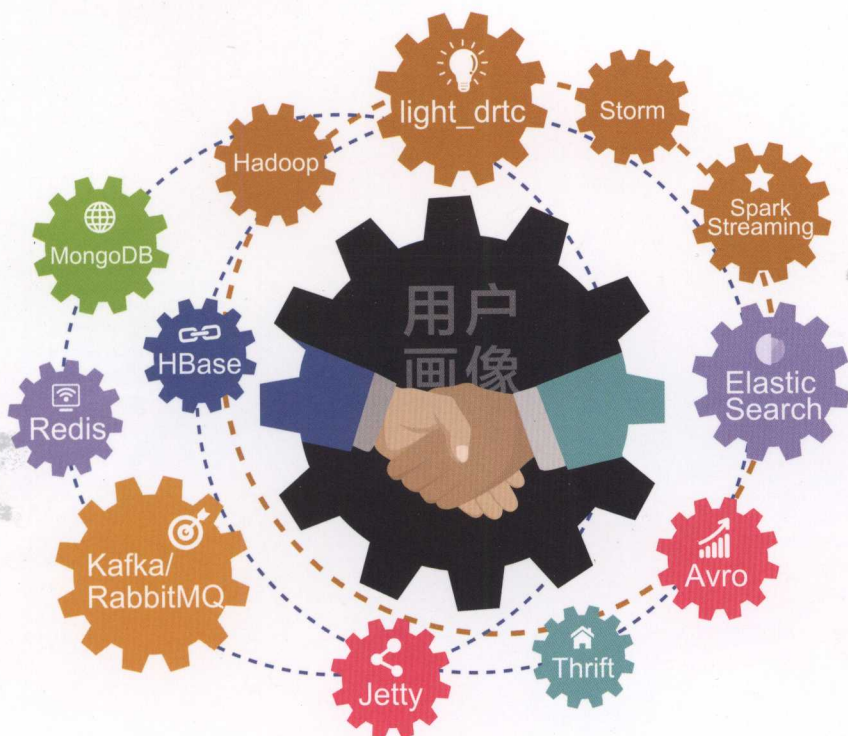 light_drtc
Storm
Hadoop
Spark
Streaming
MongoDB
用户
画像
HBase
Elastic
Search
Redis
Kafka/
RabbitMQ
Avro
Thrift
Jetty